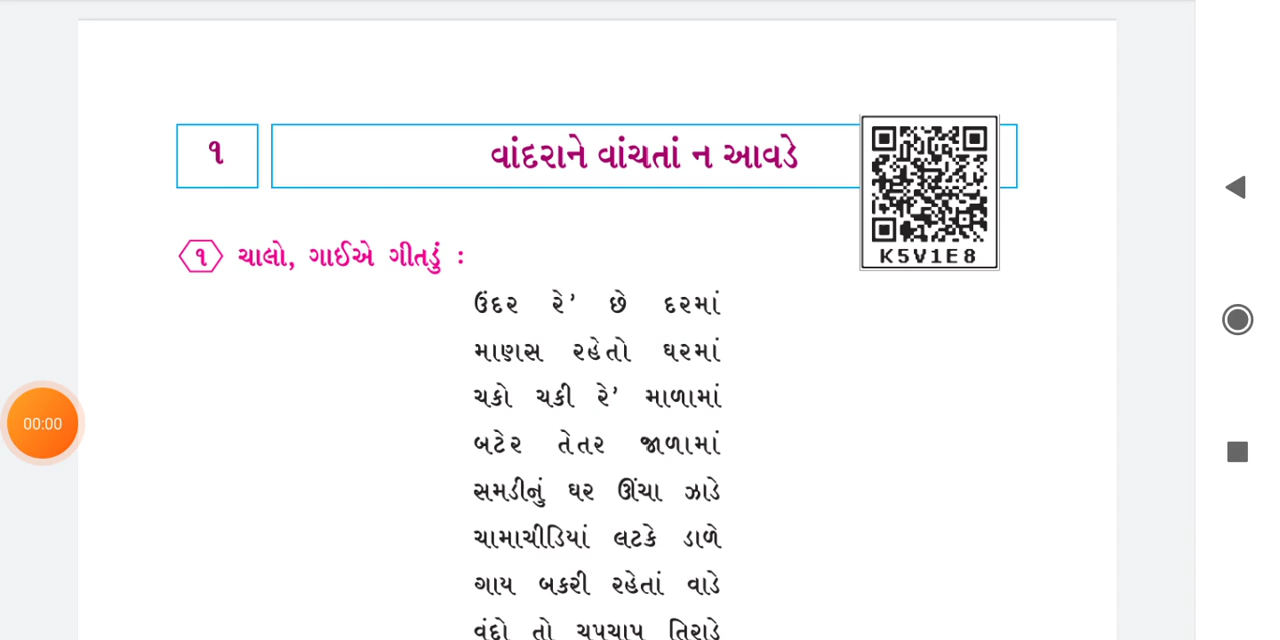 ૧ વાંદરાને વાંચતાં ન આવડે
K5V1E8
૧ ચાલો, ગાઈએ ગીતડું :
ઉંદર રે’ છે દરમાં
માણસ રહેતો ઘરમાં
ચકો ચકી રે’ માળામાં
બટેર તેતર જાળામાં
સમડીનું ઘર ઊંચા ઝાડે
00:00
ચામાચીડિયાં લટકે ડાળે
ગાય બકરી રહેતાં વાડે
વંદો તો ચપચાપ તિરાડે